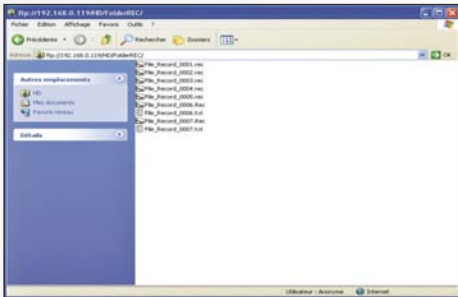 ftp://192.168.0.119/HD/FolderREC/
Fichier Edition Affichage Favoris Outils ?
Précédente Rechercher Dossiers
Adresse ftp://192.168.0.119/HD/FolderREC/ OK
Autres emplacements
HD
Mes documents
Favoris réseau
Détails
File_Record_0001.rec
File_Record_0002.rec
File_Record_0003.rec
File_Record_0004.rec
File_Record_0005.rec
File_Record_0006.Rec
File_Record_0006.txt
File_Record_0007.Rec
File_Record_0007.txt
Utilisateur : Anonyme Internet